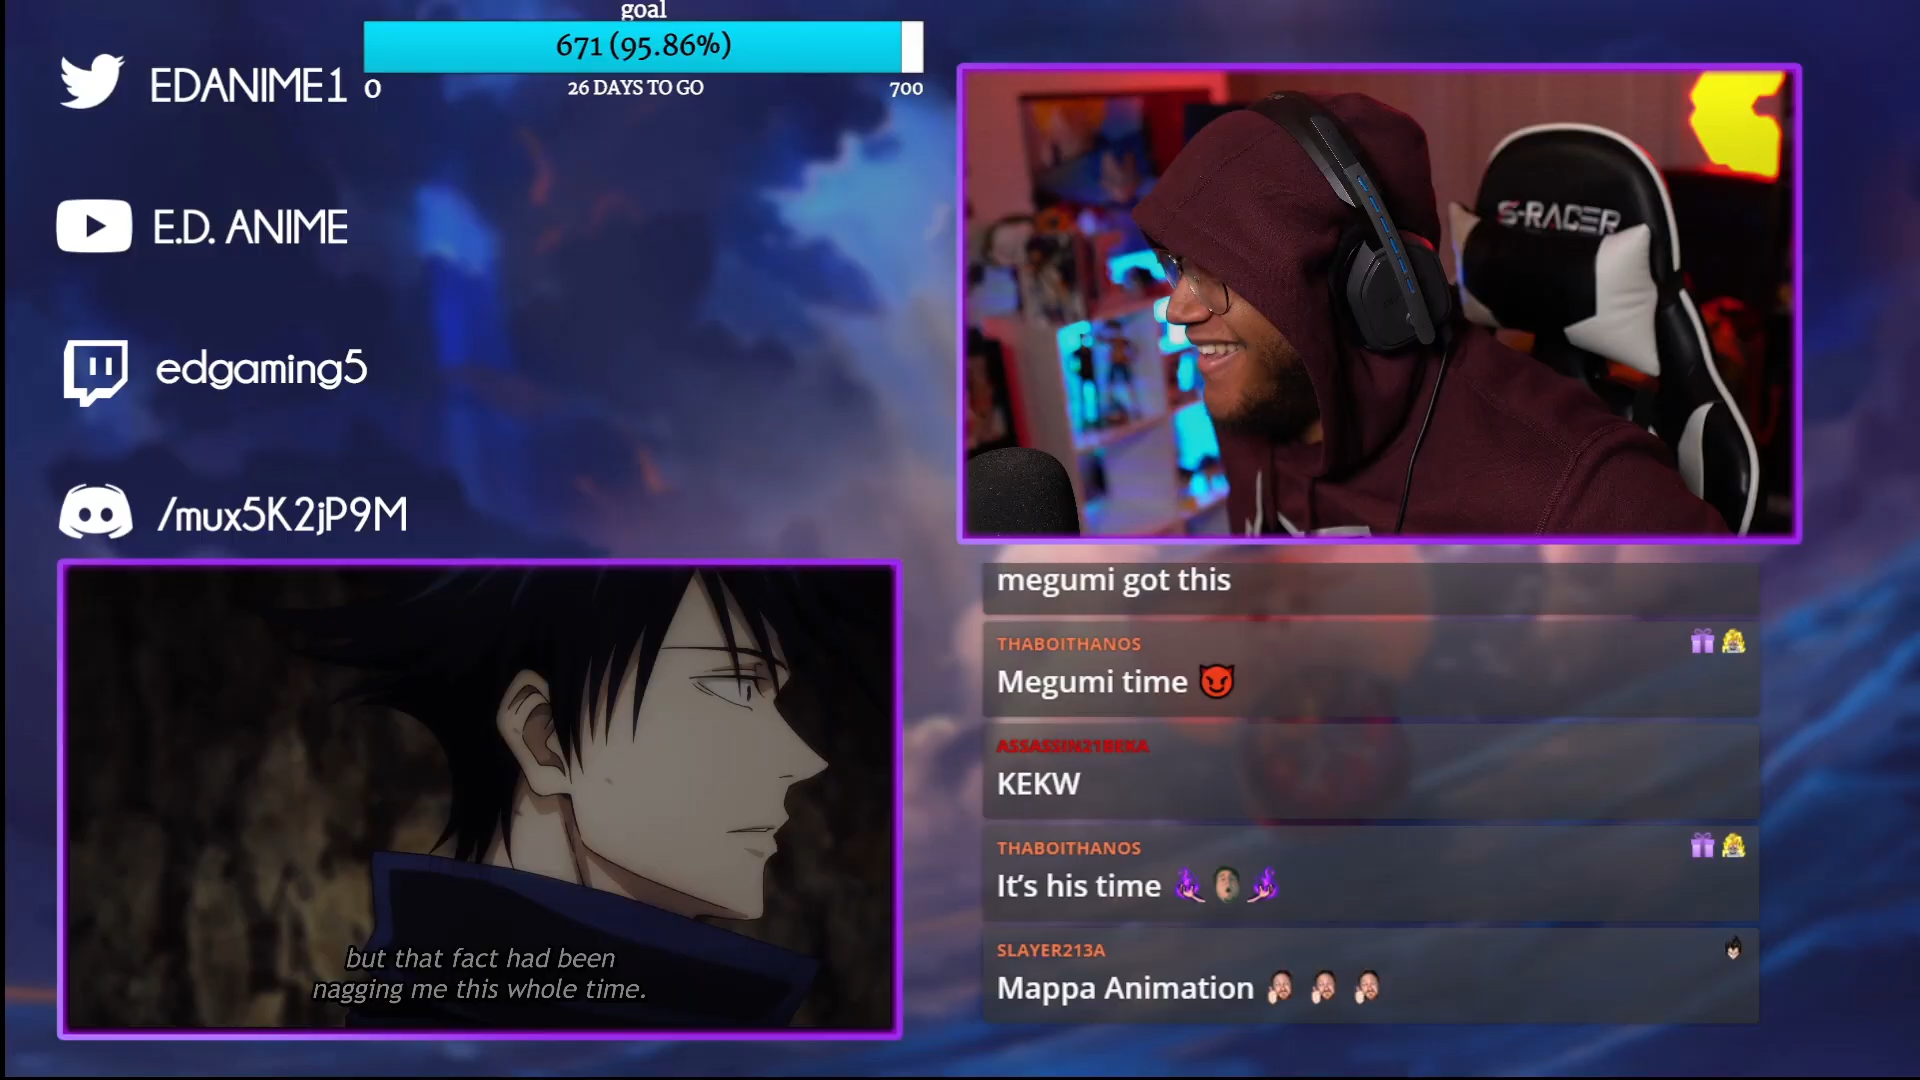 goal
671 (95.86%)
0
26 DAYS TO GO
700
EDANIME1
E.D. ANIME
edgaming5
/mux5K2jP9M
S-RACER
megumi got this
THABOITHANOS
Megumi time
ASSASSIN21BRKA
KEKW
THABOITHANOS
It's his time
SLAYER213A
Mappa Animation
but that fact had been
nagging me this whole time.